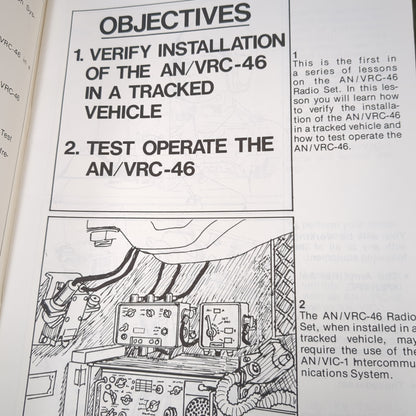 OBJECTIVES
1. VERIFY INSTALLATION
OF THE AN/VRC-46
IN A TRACKED
VEHICLE
2. TEST OPERATE THE
AN/VRC-46
1
This is the first in
a series of lessons
on the AN/VRC-46
Radio Set. In this les-
son you will learn how
to verify the installa-
tion of the AN/VRC-46
in a tracked vehicle and
how to test operate the
AN/VRC-46.
2
The AN/VRC-46 Radio
Set, when installed in a
tracked vehicle, may
require the use of the
AN/VIC-1 Intercommu-
nications System.
VRC-46
Test